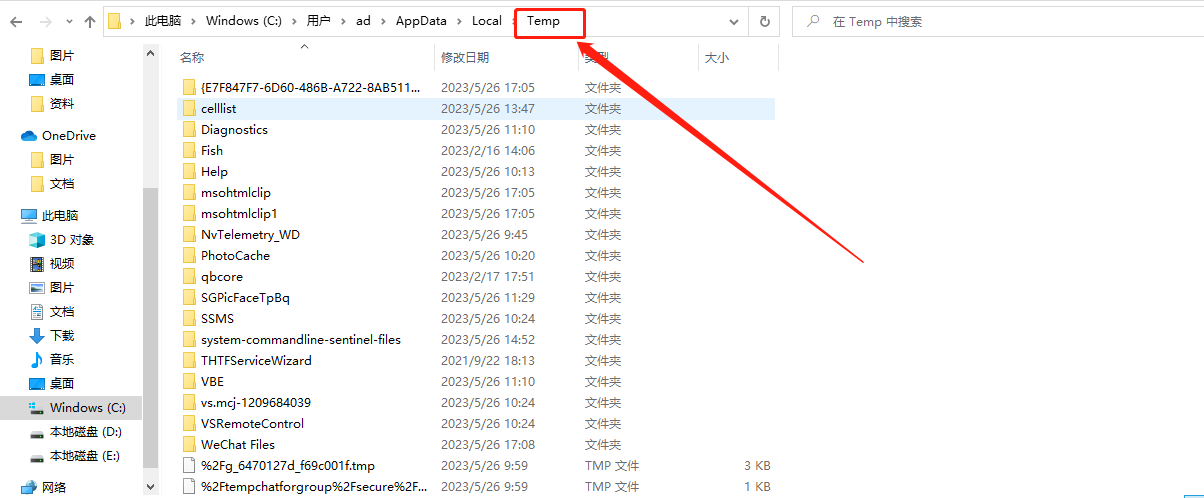 此电脑 Windows (C:) 用户 ad AppData Local Temp
在 Temp 中搜索
图片
桌面
资料
OneDrive
图片
文档
此电脑
3D 对象
视频
图片
文档
下载
音乐
桌面
Windows (C:)
本地磁盘 (D:)
本地磁盘 (E:)
网络
名称 修改日期 类型 大小
{E7F847F7-6D60-486B-A722-8AB511... 2023/5/26 17:05 文件夹
celllist 2023/5/26 13:47 文件夹
Diagnostics 2023/5/26 11:10 文件夹
Fish 2023/2/16 14:06 文件夹
Help 2023/5/26 10:13 文件夹
msohtmlclip 2023/5/26 17:05 文件夹
msohtmlclip1 2023/5/26 17:05 文件夹
NvTelemetry_WD 2023/5/26 9:45 文件夹
PhotoCache 2023/5/26 10:20 文件夹
qbcore 2023/2/17 17:51 文件夹
SGPicFaceTpBq 2023/5/26 11:29 文件夹
SSMS 2023/5/26 10:24 文件夹
system-commandline-sentinel-files 2023/5/26 14:52 文件夹
THTFServiceWizard 2021/9/22 18:13 文件夹
VBE 2023/5/26 11:10 文件夹
vs.mcj-1209684039 2023/5/26 10:24 文件夹
VSRemoteControl 2023/5/26 10:24 文件夹
WeChat Files 2023/5/26 17:08 文件夹
%2Fg_6470127d_f69c001f.tmp 2023/5/26 9:59 TMP 文件 3 KB
%2Ftempchatforgroup%2Fsecure%2F... 2023/5/26 9:59 TMP 文件 1 KB